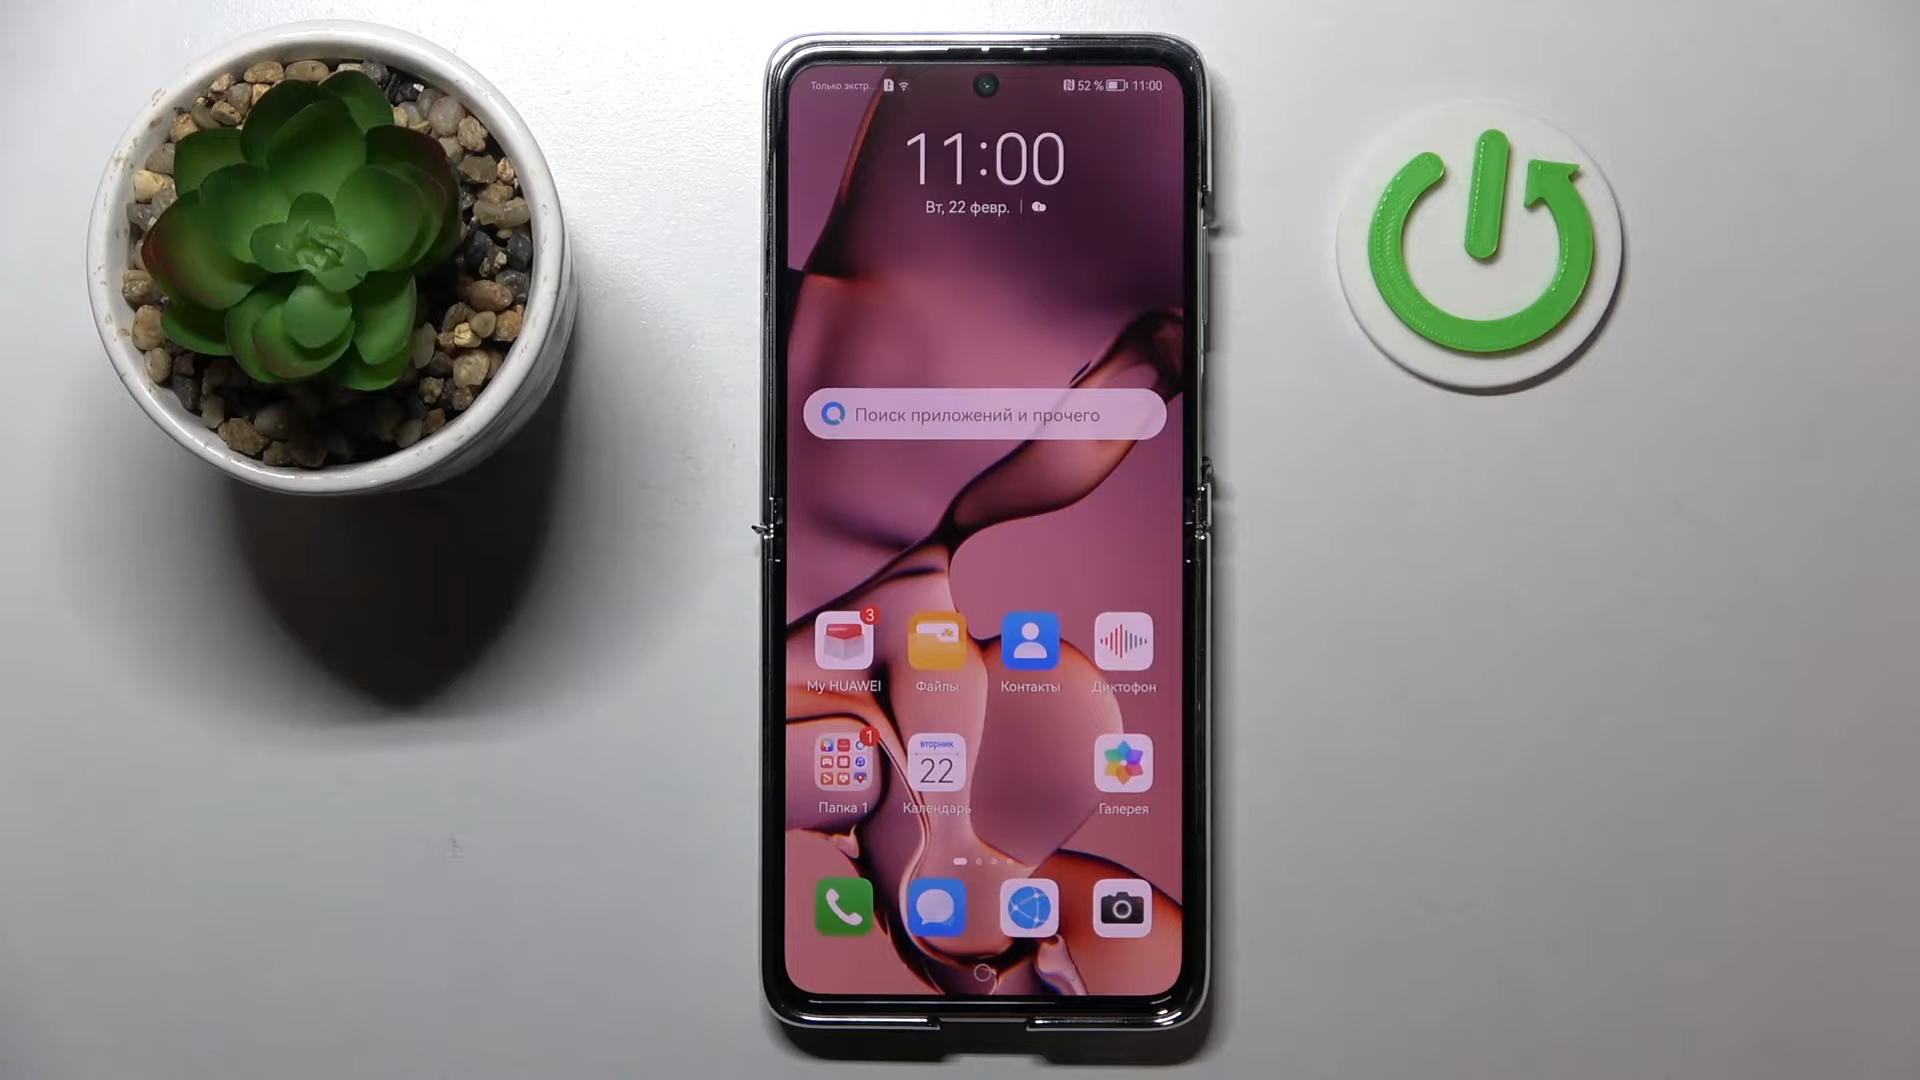 Только экстр... 52 % 11:00
11:00
Вт, 22 февр.
Поиск приложений и прочего
3
My HUAWEI
Файлы
Контакты
Диктофон
1
вторник
22
Папка 1
Календарь
Галерея